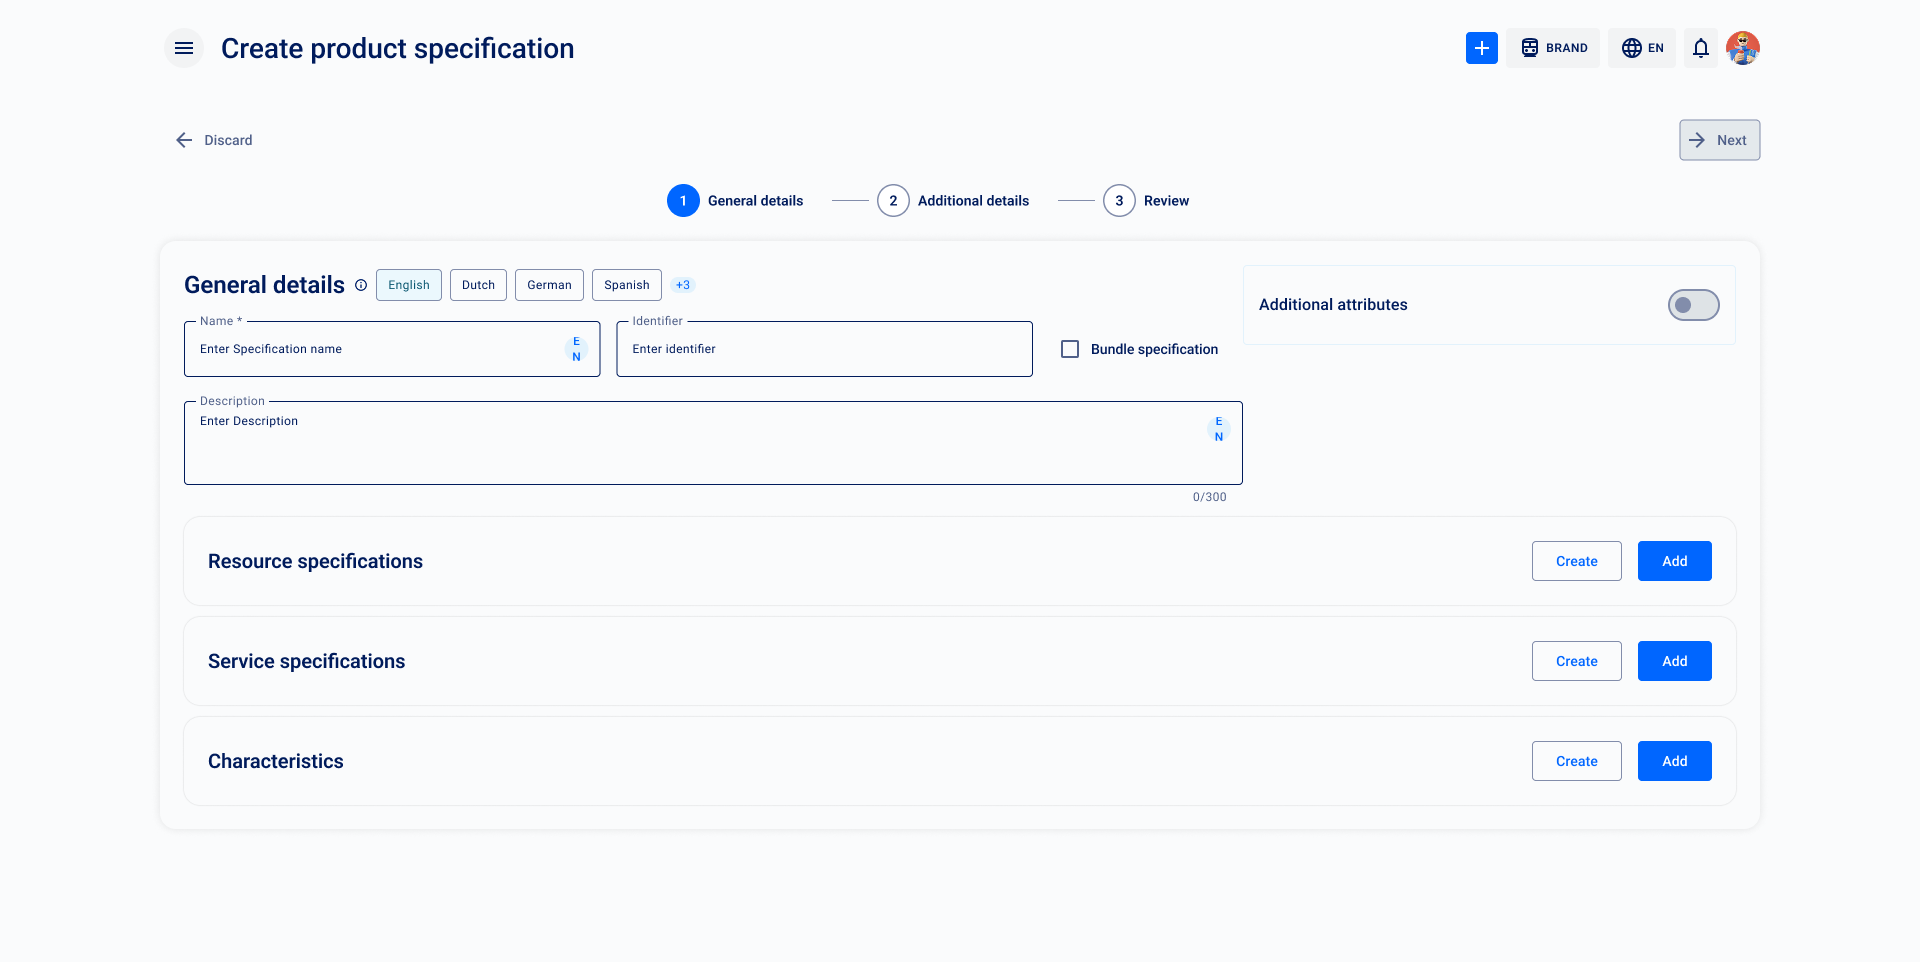 Create product specification
BRAND
EN
Discard
Next
1 General details
2 Additional details
3 Review
General details
English
Dutch
German
Spanish
+3
Additional attributes
Name *
Enter Specification name
EN
Identifier
Enter identifier
Bundle specification
Description
Enter Description
EN
0/300
Resource specifications
Create
Add
Service specifications
Create
Add
Characteristics
Create
Add